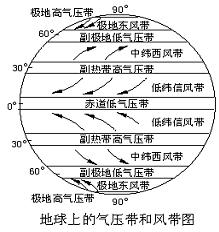 极地高气压带 90°
极地东风带
60° 副极地低气压带
中纬西风带
30°
副热带高气压带
低纬信风带
0° 赤道低气压带
低纬信风带
副热带高气压带
30°
中纬西风带
副极地低气压带
60°
极地东风带
极地高气压带 90°
地球上的气压带和风带图